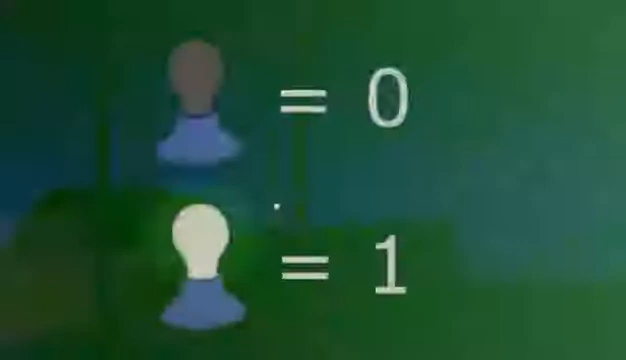 = 0
= 1